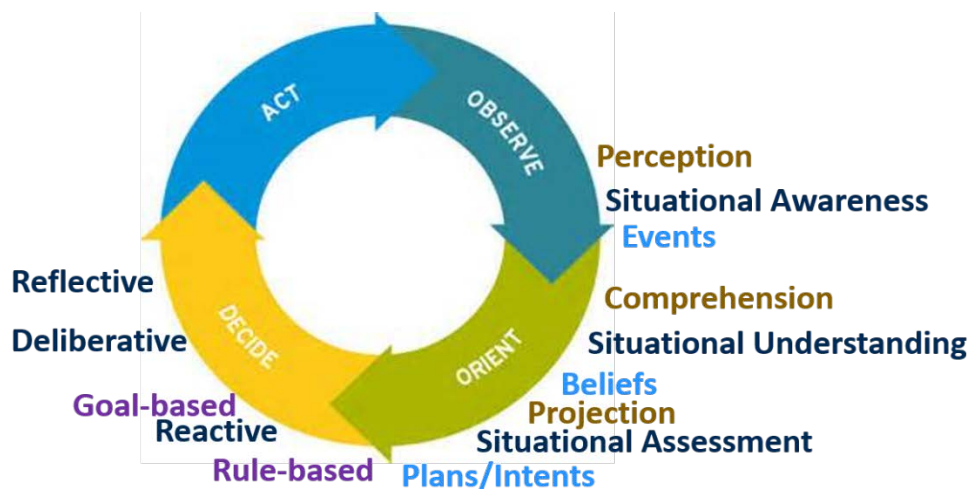 ACT
OBSERVE
Perception
Situational Awareness
Events
Comprehension
Situational Understanding
Beliefs
Projection
Situational Assessment
Plans/Intents
ORIENT
DECIDE
Reflective
Deliberative
Goal-based
Reactive
Rule-based